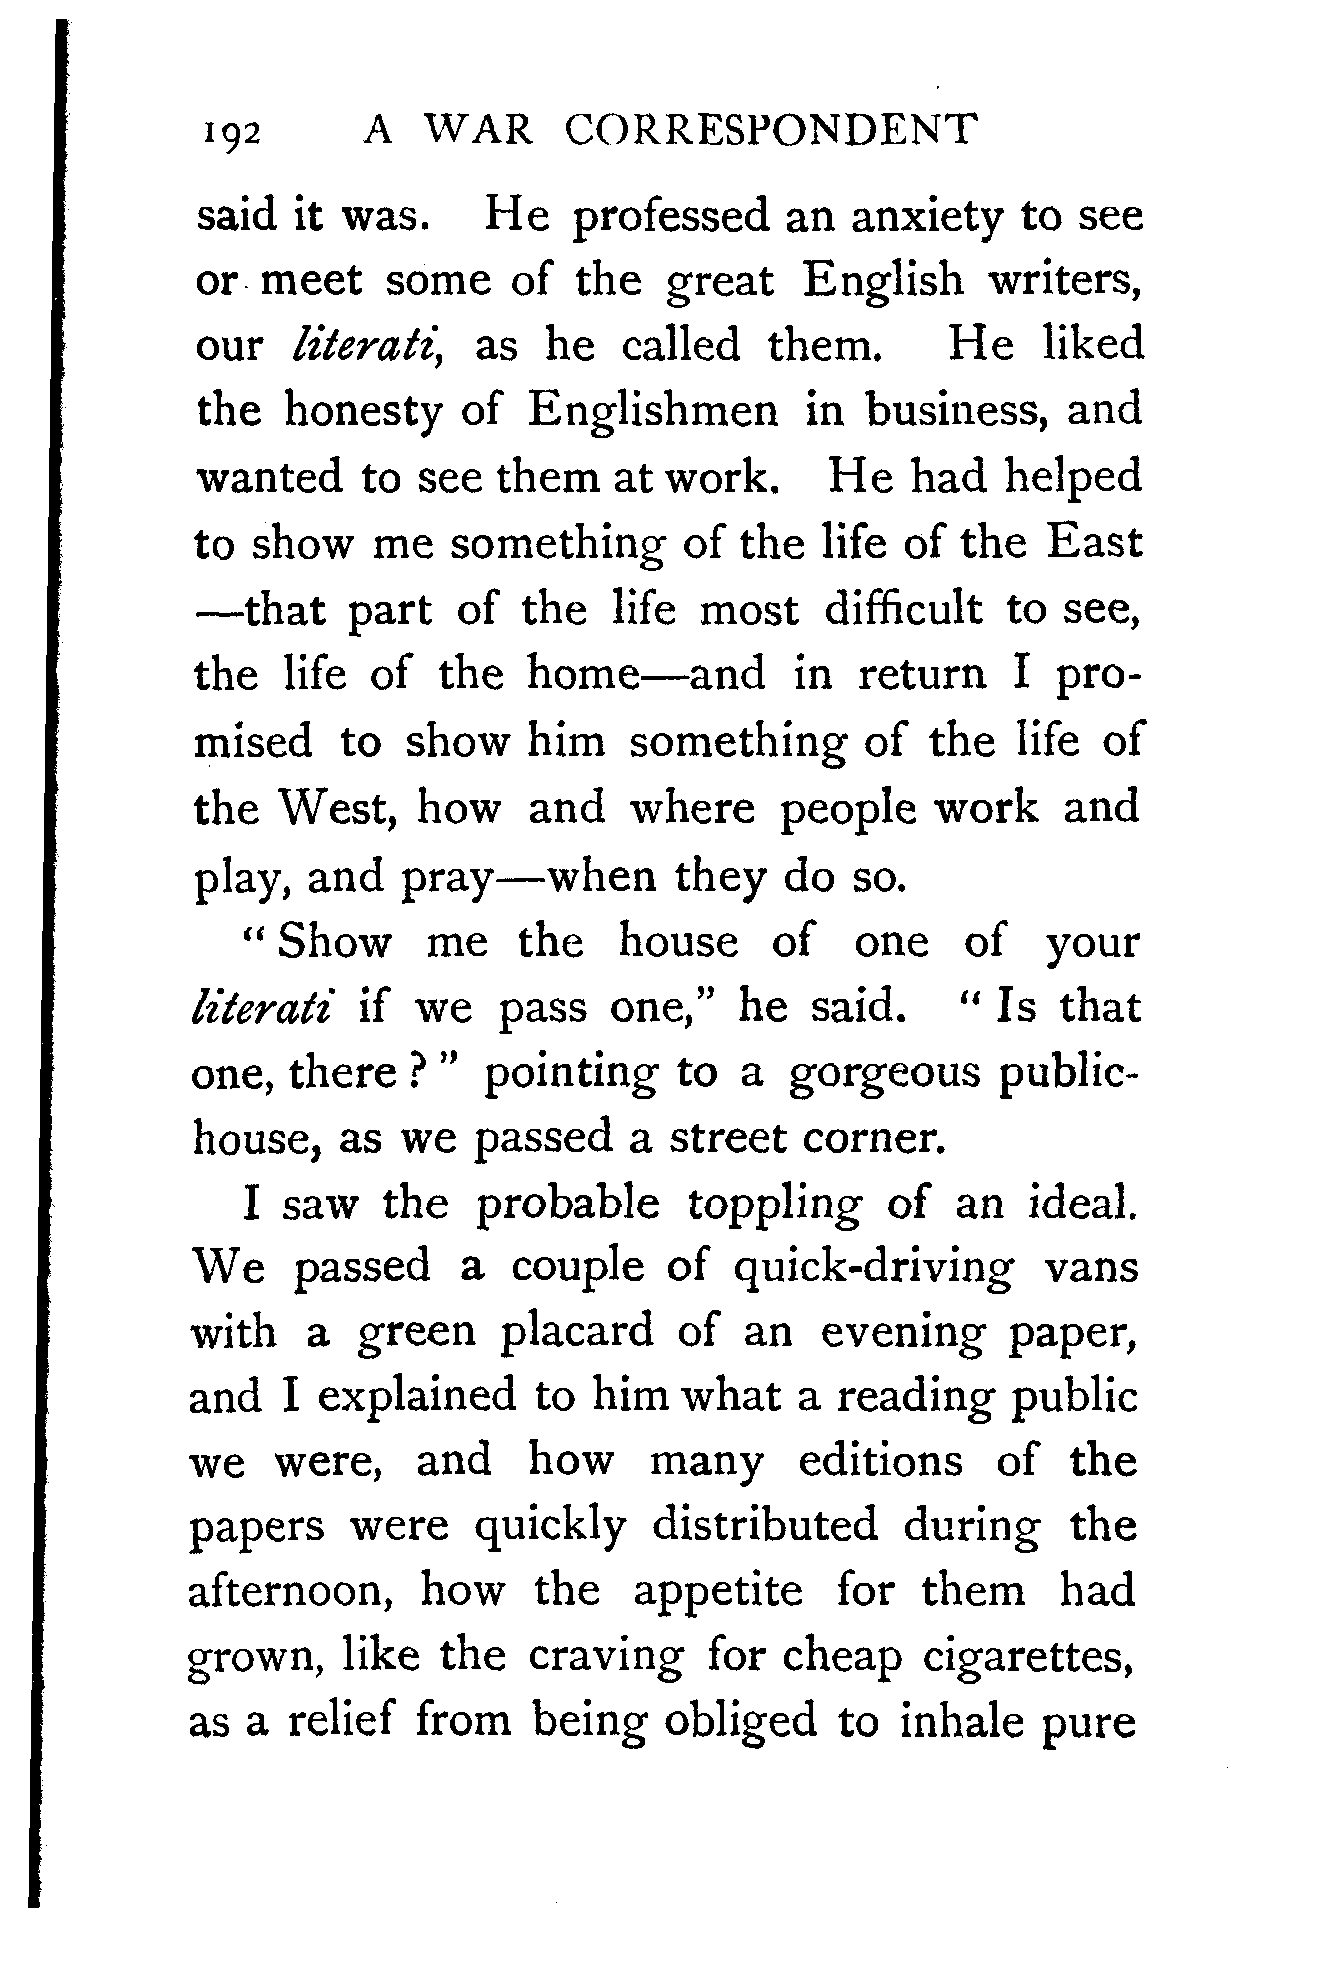 192 A WAR CORRESPONDENT
said it was. He professed an anxiety to see
or meet some of the great English writers,
our literati, as he called them. He liked
the honesty of Englishmen in business, and
wanted to see them at work. He had helped
to show me something of the life of the East
—that part of the life most difficult to see,
the life of the home—and in return I pro-
mised to show him something of the life of
the West, how and where people work and
play, and pray—when they do so.
“ Show me the house of one of your
literati if we pass one,” he said. “ Is that
one, there ? ” pointing to a gorgeous public-
house, as we passed a street corner.
I saw the probable toppling of an ideal.
We passed a couple of quick-driving vans
with a green placard of an evening paper,
and I explained to him what a reading public
we were, and how many editions of the
papers were quickly distributed during the
afternoon, how the appetite for them had
grown, like the craving for cheap cigarettes,
as a relief from being obliged to inhale pure